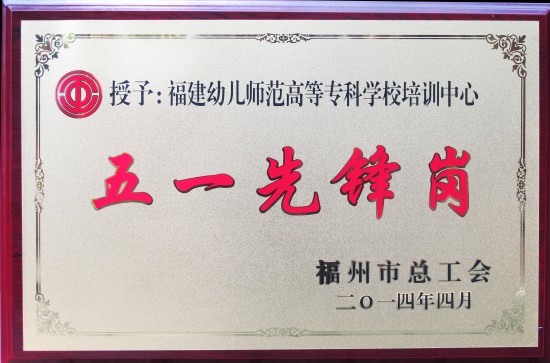 授予：福建幼儿师范高等专科学校培训中心
五一先锋岗
福州市总工会
二〇一四年四月